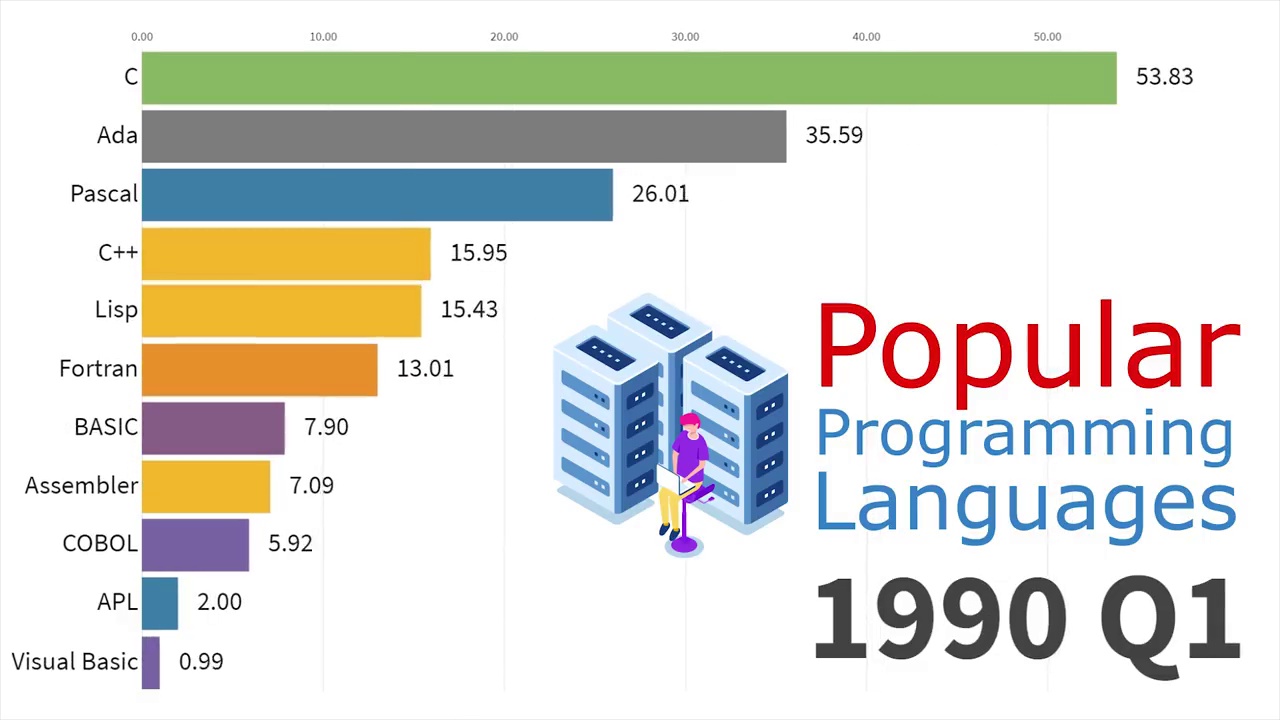 0.00 10.00 20.00 30.00 40.00 50.00
C 53.83
Ada 35.59
Pascal 26.01
C++ 15.95
Lisp 15.43
Fortran 13.01
BASIC 7.90
Assembler 7.09
COBOL 5.92
APL 2.00
Visual Basic 0.99
Popular
Programming
Languages
1990 Q1